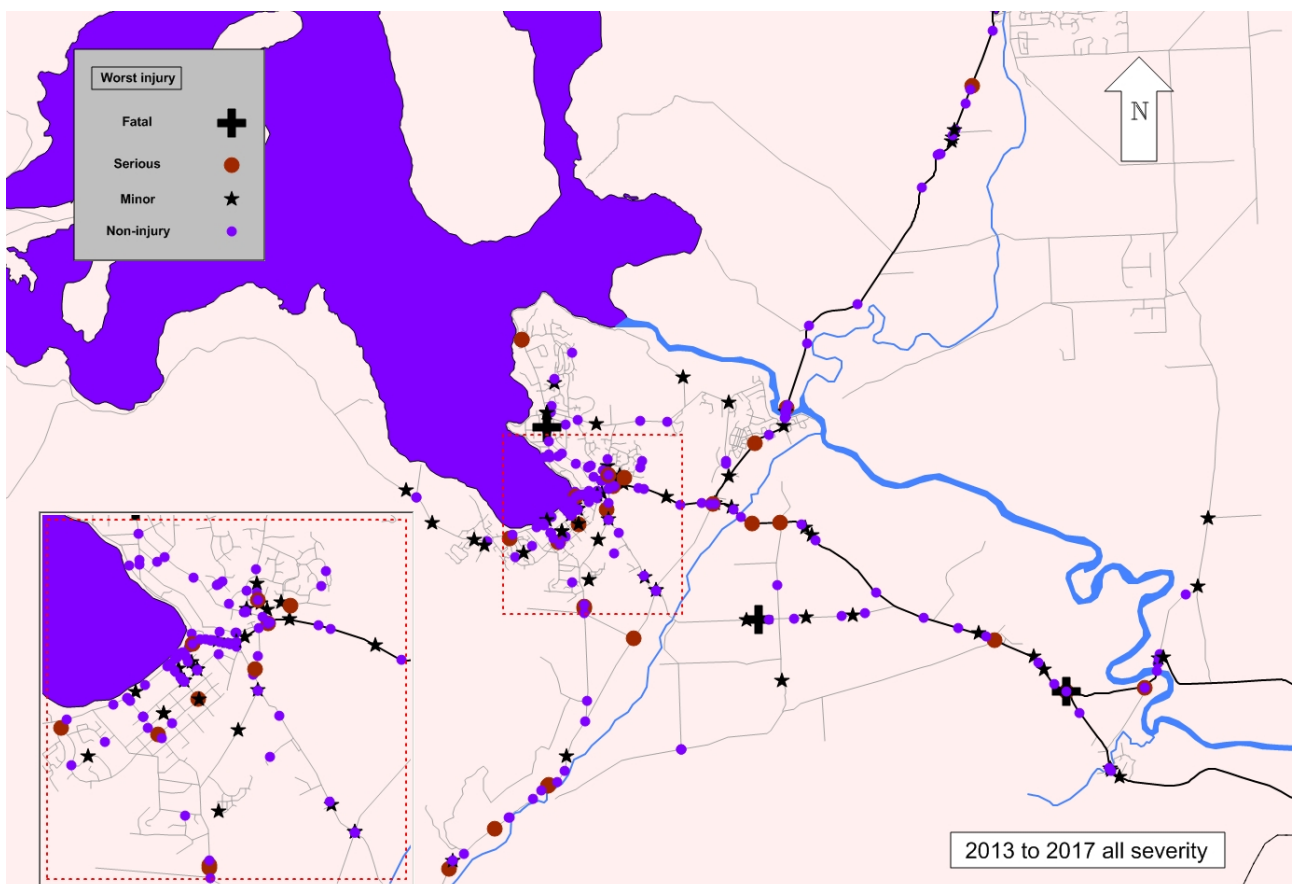 Worst injury
Fatal
Serious
Minor
Non-injury
N
2013 to 2017 all severity